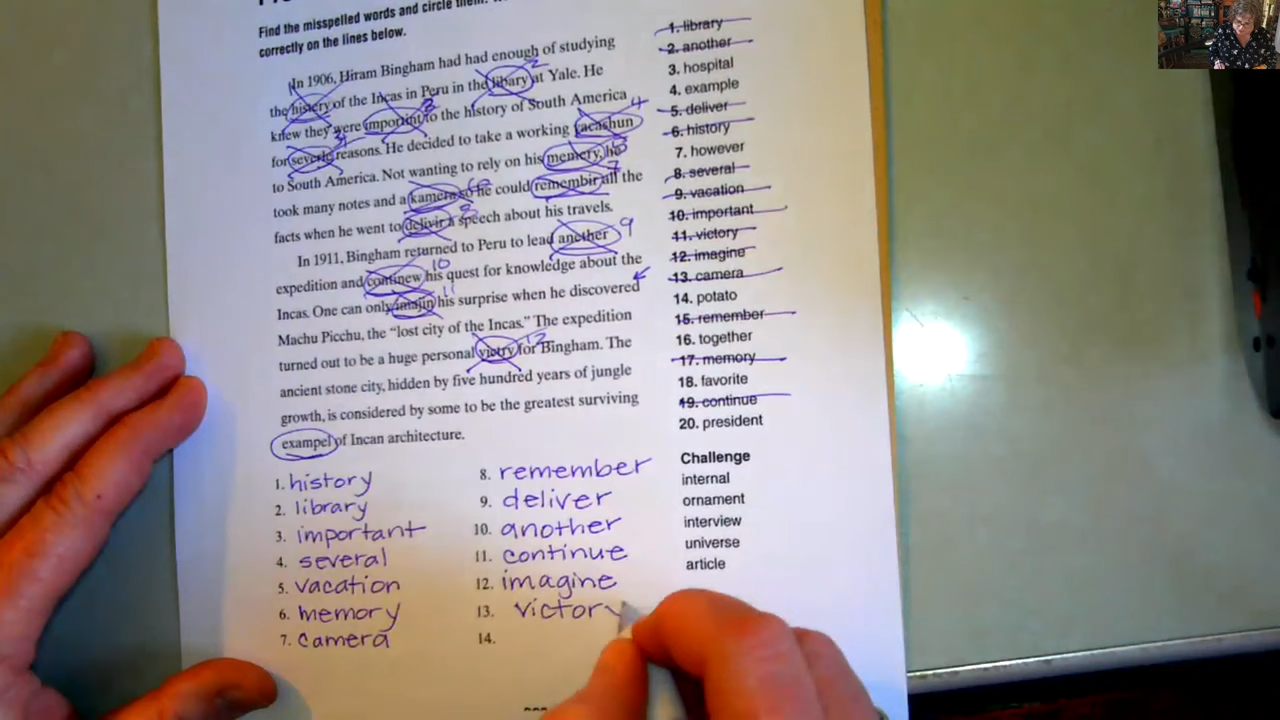 Find the misspelled words and circle them.
correctly on the lines below.
In 1906, Hiram Bingham had had enough of studying
the histery of the Incas in Peru in the libary at Yale. He 2
knew they were importint to the history of South America 3 4
for severle reasons. He decided to take a working vacashun
to South America. Not wanting to rely on his memery, he
took many notes and a kamera so he could remembir all the 7
facts when he went to delivir a speech about his travels. 8
In 1911, Bingham returned to Peru to lead anuther 9
expedition and continew his quest for knowledge about the 10
Incas. One can only imajin his surprise when he discovered 11
Machu Picchu, the “lost city of the Incas.” The expedition
turned out to be a huge personal victry for Bingham. The 12
ancient stone city, hidden by five hundred years of jungle
growth, is considered by some to be the greatest surviving
exampel of Incan architecture.
1. history
2. library
3. important
4. several
5. vacation
6. memory
7. camera
8. remember
9. deliver
10. another
11. continue
12. imagine
13. victory
14.
1. library
2. another
3. hospital
4. example
5. deliver
6. history
7. however
8. several
9. vacation
10. important
11. victory
12. imagine
13. camera
14. potato
15. remember
16. together
17. memory
18. favorite
19. continue
20. president
Challenge
internal
ornament
interview
universe
article